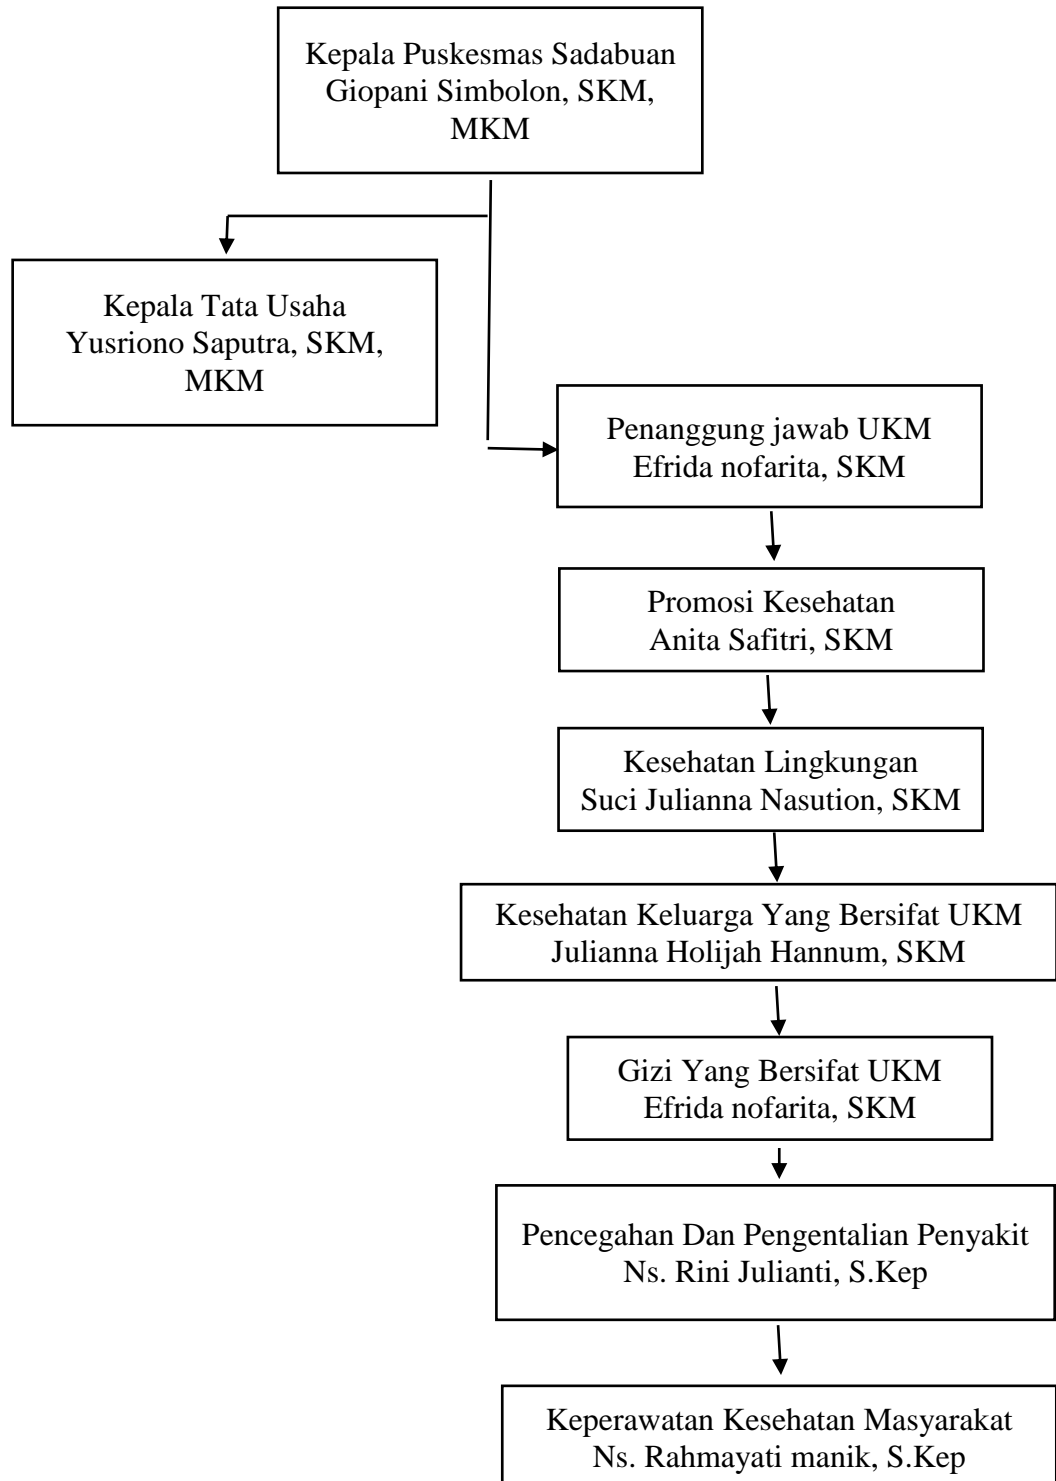 Kepala Puskesmas Sadabuan
Giopani Simbolon, SKM,
MKM
Kepala Tata Usaha
Yusriono Saputra, SKM,
MKM
Penanggung jawab UKM
Efrida nofarita, SKM
Promosi Kesehatan
Anita Safitri, SKM
Kesehatan Lingkungan
Suci Julianna Nasution, SKM
Kesehatan Keluarga Yang Bersifat UKM
Julianna Holijah Hannum, SKM
Gizi Yang Bersifat UKM
Efrida nofarita, SKM
Pencegahan Dan Pengentalian Penyakit
Ns. Rini Julianti, S.Kep
Keperawatan Kesehatan Masyarakat
Ns. Rahmayati manik, S.Kep